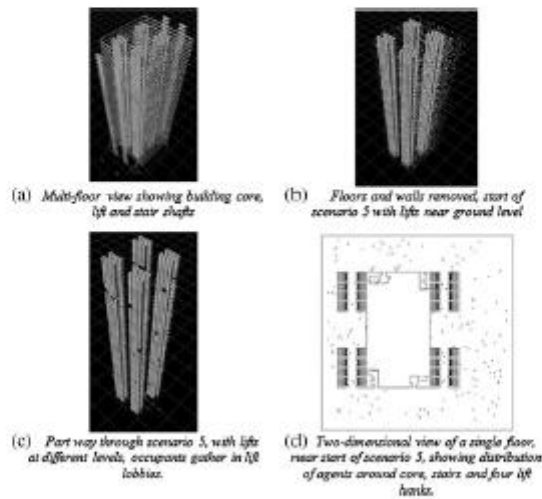 (a) Multi-floor view showing building core,
lift and stair shafts
(b) Floors and walls removed, start of
scenario 5 with lifts near ground level
(c) Part way through scenario 5, with lifts
at different levels, occupants gather in lift
lobbies.
(d) Two-dimensional view of a single floor,
near start of scenario 5, showing distribution
of agents around core, stairs and four lift
banks.